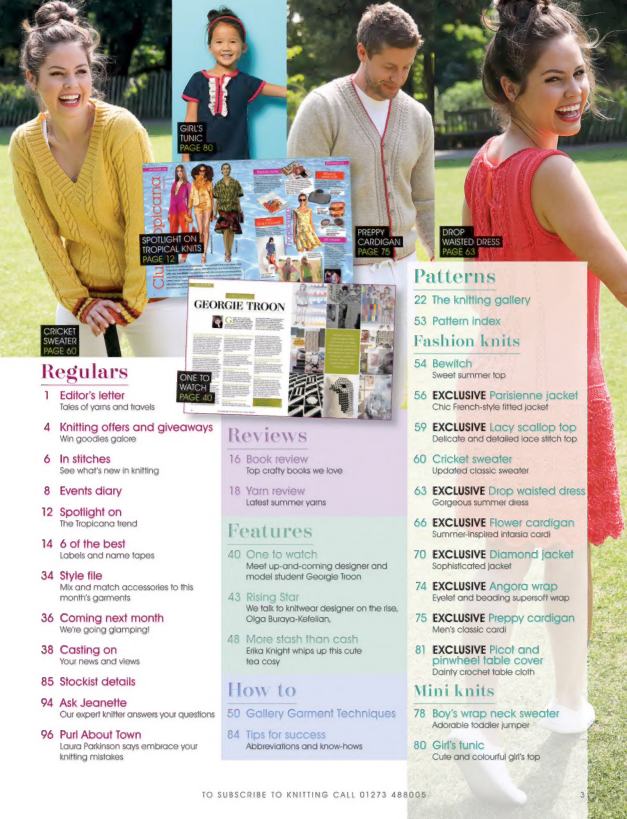 GIRL'S
TUNIC
PAGE 80
SPOTLIGHT ON
TROPICAL KNITS
PAGE 12
PREPPY
CARDIGAN
PAGE 75
DROP
WAISTED DRESS
PAGE 63
GEORGIE TROON
CRICKET
SWEATER
PAGE 60
ONE TO
WATCH
PAGE 40
Regulars
1 Editor's letter
Tales of yarns and travels
4 Knitting offers and giveaways
Win goodies galore
6 In stitches
See what's new in knitting
8 Events diary
12 Spotlight on
The Tropicana trend
14 6 of the best
Labels and name tapes
34 Style file
Mix and match accessories to this
month's garments
36 Coming next month
We're going glamping!
38 Casting on
Your news and views
85 Stockist details
94 Ask Jeanette
Our expert knitter answers your questions
96 Purl About Town
Laura Parkinson says embrace your
knitting mistakes
Reviews
16 Book review
Top crafty books we love
18 Yarn review
Latest summer yarns
Features
40 One to watch
Meet up-and-coming designer and
model student Georgie Troon
43 Rising Star
We talk to knitwear designer on the rise,
Olga Buraya-Kefelian,
48 More stash than cash
Erika Knight whips up this cute
tea cosy
How to
50 Gallery Garment Techniques
84 Tips for success
Abbreviations and know-hows
Patterns
22 The knitting gallery
53 Pattern index
Fashion knits
54 Bewitch
Sweet summer top
56 EXCLUSIVE Parisienne jacket
Chic French-style fitted jacket
59 EXCLUSIVE Lacy scallop top
Delicate and detailed lace stitch top
60 Cricket sweater
Updated classic sweater
63 EXCLUSIVE Drop waisted dress
Gorgeous summer dress
66 EXCLUSIVE Flower cardigan
Summer-inspired intarsia cardi
70 EXCLUSIVE Diamond jacket
Sophisticated jacket
74 EXCLUSIVE Angora wrap
Eyelet and beading supersoft wrap
75 EXCLUSIVE Preppy cardigan
Men's classic cardi
81 EXCLUSIVE Picot and
pinwheel table cover
Dainty crochet table cloth
Mini knits
78 Boy's wrap neck sweater
Adorable toddler jumper
80 Girl's tunic
Cute and colourful girl's top
TO SUBSCRIBE TO KNITTING CALL 01273 488005
3